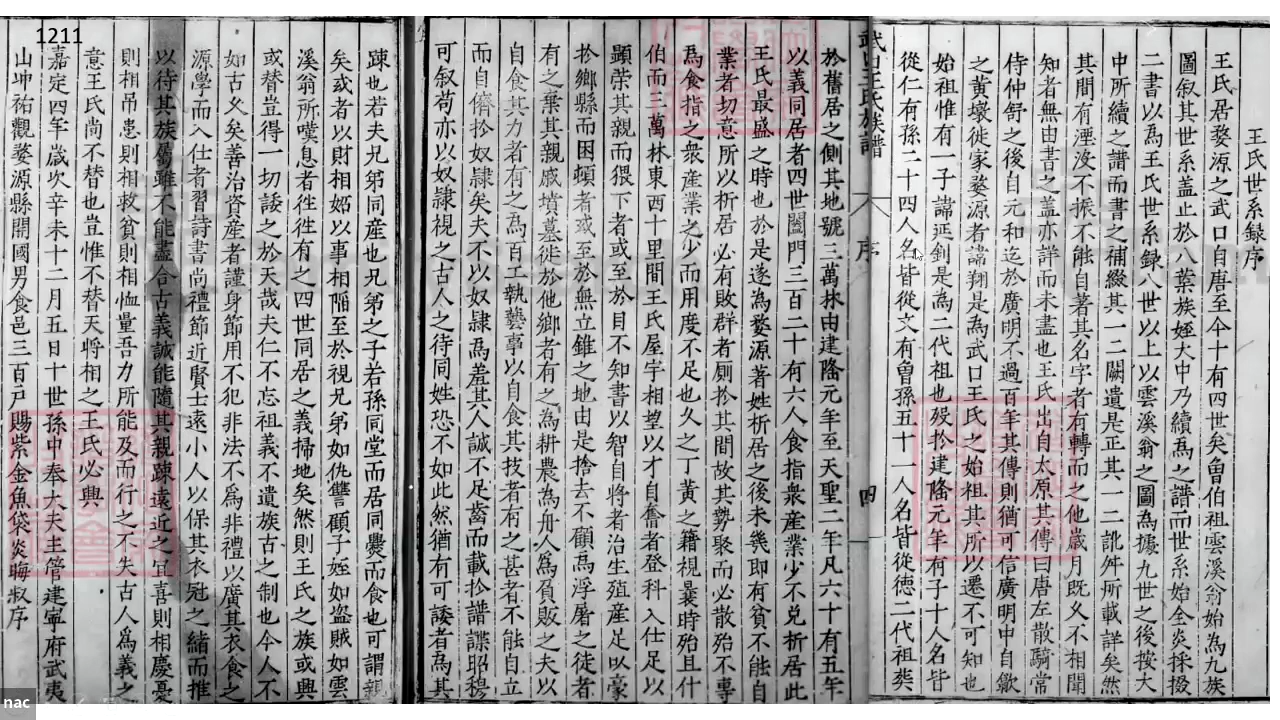 1211
王氏世系録序
王氏居婺源之武口自唐至今十有四世矣曾伯祖雲溪翁始為九族
圖叙其世系盖止於八葉族姪大中乃續為之譜而世系始全炎採掇
二書以為王氏世系録八世以上以雲溪翁之圖為據九世之後按大
中所續之譜而書之補綴其一二闕遺是正其一二訛舛所載詳矣然
其間有湮没不振不能自著其名字者有轉而之他歲月既久不相聞
知者無由書之盖亦詳而未盡也王氏出自太原其傳曰唐左散騎常
侍仲舒之後自元和迄於廣明不過百年其傳則猶可信廣明中自歙
之黄墩徙家婺源者諱翔是為武口王氏之始祖其所以遷不可知也
始祖惟有一子諱延釗是為二代祖也殁扵建隆元年有子十人名皆
從仁有孫二十四人名皆從文有曾孫五十一人名皆從徳二代祖葬
武口王氏族譜 序 四
於舊居之側其地號三萬林由建隆元年至天聖二年凡六十有五年
以義同居者四世闔門三百二十有六人食指衆産業少不兑析居此
王氏最盛之時也於是遂為婺源著姓析居之後未幾即有貧不能自
業者切意所以析居必有敗群者厠扵其間故其勢聚而必散殆不專
為食指之衆産業之少而用度不足也久之丁黄之籍視曩時殆且什
伯而三萬林東西十里間王氏屋宇相望以才自奮者登科入仕足以
顯荣其親而猥下者或至於目不知書以智自將者治生殖産足以豪
扵鄉縣而困頓者或至於無立錐之地由是捨去不顧為浮屠之徒者
有之棄其親戚墳墓徙於他鄉者有之為耕農為舟人為負販之夫以
自食其力者有之為百工執藝事以自食其技者有之甚者不能自立
而自儕扵奴隸矣夫不以奴隸爲羞其人誠不足齒而載扵譜諜昭穆
可叙苟亦以奴隸視之古人之待同姓恐不如此然猶有可諉者為其
踈也若夫兄弟同産也兄弟之子若孫同堂而居同爨而食也可謂親
矣或者以財相妬以事相陥至於視兄弟如仇讐顧子姪如盗賊如雲
溪翁所嘆息者徃徃有之四世同居之義掃地矣然則王氏之族或興
或替豈得一切諉之於天哉夫仁不忘祖義不遺族古之制也今人不
如古久矣善治資産者謹身節用不犯非法不爲非禮以廣其衣食之
源學而入仕者習詩書尚禮節近賢士遠小人以保其衣冠之緒而推
以待其族屬雖不能盡合古義誠能隨其親踈遠近之宜喜則相慶憂
則相吊患則相救貧則相恤量吾力所能及而行之不失古人爲義之
意王氏尚不替也豈惟不替天將相之王氏必興
嘉定四年歲次辛未十二月五日十世孫中奉大夫主管建寧府武夷
山冲祐觀婺源縣開國男食邑三百戸賜紫金魚袋炎晦叔序
nac